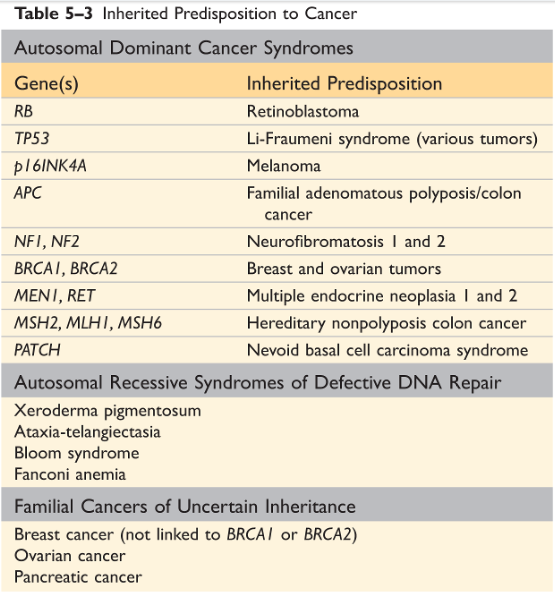 Table 5–3 Inherited Predisposition to Cancer
Autosomal Dominant Cancer Syndromes
Gene(s) Inherited Predisposition
RB Retinoblastoma
TP53 Li-Fraumeni syndrome (various tumors)
p16INK4A Melanoma
APC Familial adenomatous polyposis/colon
cancer
NF1, NF2 Neurofibromatosis 1 and 2
BRCA1, BRCA2 Breast and ovarian tumors
MEN1, RET Multiple endocrine neoplasia 1 and 2
MSH2, MLH1, MSH6 Hereditary nonpolyposis colon cancer
PATCH Nevoid basal cell carcinoma syndrome
Autosomal Recessive Syndromes of Defective DNA Repair
Xeroderma pigmentosum
Ataxia-telangiectasia
Bloom syndrome
Fanconi anemia
Familial Cancers of Uncertain Inheritance
Breast cancer (not linked to BRCA1 or BRCA2)
Ovarian cancer
Pancreatic cancer